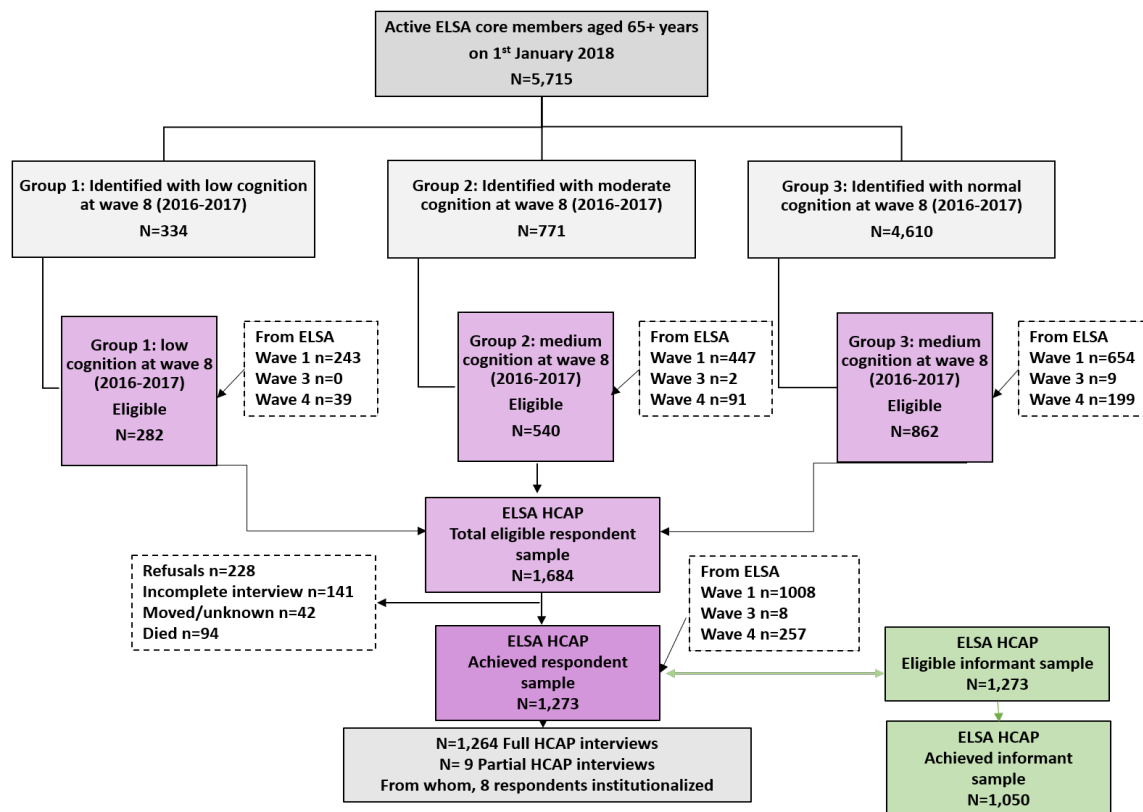 Active ELSA core members aged 65+ years
on 1st January 2018
N=5,715
Group 1: Identified with low cognition
at wave 8 (2016-2017)
N=334
Group 2: Identified with moderate
cognition at wave 8 (2016-2017)
N=771
Group 3: Identified with normal
cognition at wave 8 (2016-2017)
N=4,610
Group 1: low
cognition at wave 8
(2016-2017)
Eligible
N=282
From ELSA
Wave 1 n=243
Wave 3 n=0
Wave 4 n=39
Group 2: medium
cognition at wave 8
(2016-2017)
Eligible
N=540
From ELSA
Wave 1 n=447
Wave 3 n=2
Wave 4 n=91
Group 3: medium
cognition at wave 8
(2016-2017)
Eligible
N=862
From ELSA
Wave 1 n=654
Wave 3 n=9
Wave 4 n=199
ELSA HCAP
Total eligible respondent
sample
N=1,684
Refusals n=228
Incomplete interview n=141
Moved/unknown n=42
Died n=94
From ELSA
Wave 1 n=1008
Wave 3 n=8
Wave 4 n=257
ELSA HCAP
Achieved respondent
sample
N=1,273
ELSA HCAP
Eligible informant sample
N=1,273
N=1,264 Full HCAP interviews
N= 9 Partial HCAP interviews
From whom, 8 respondents institutionalized
ELSA HCAP
Achieved informant
sample
N=1,050